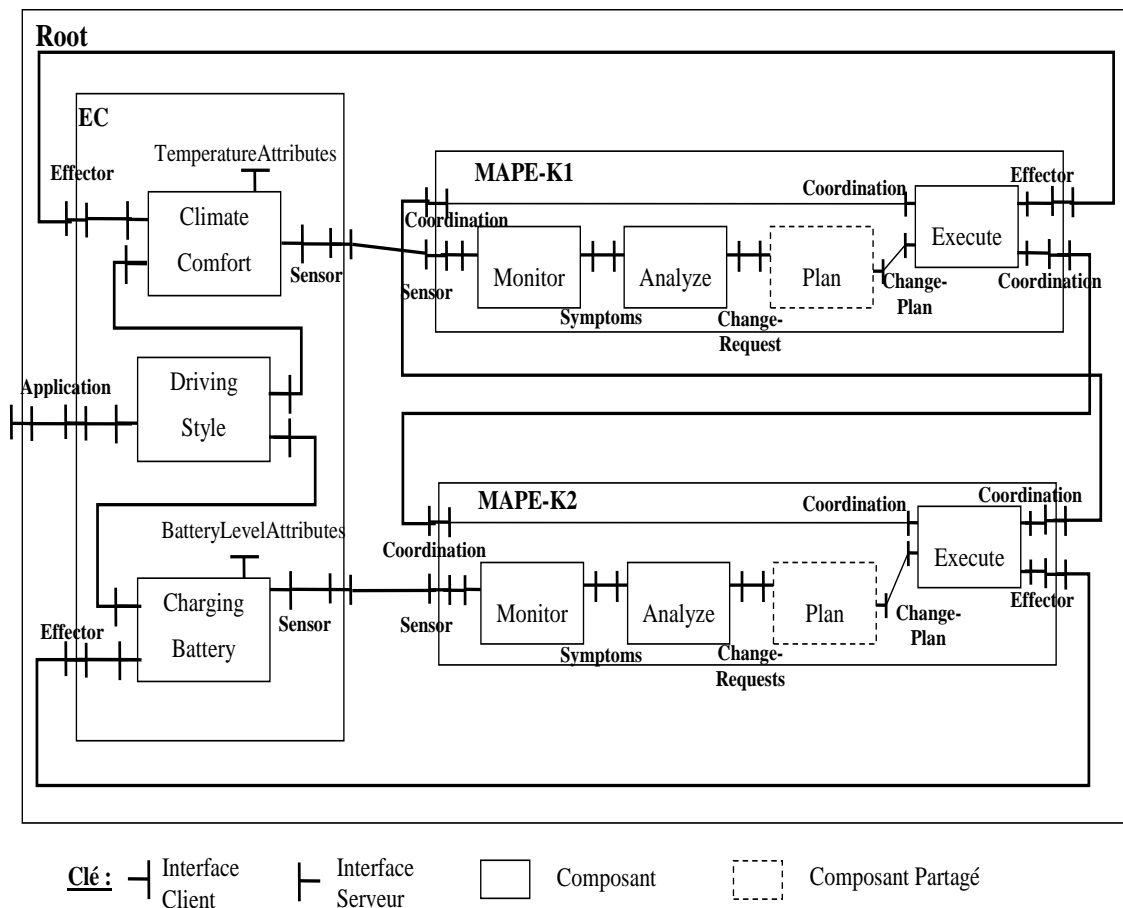 Root
EC
TemperatureAttributes
Effector
Climate
Comfort
Sensor
Application
Driving
Style
BatteryLevelAttributes
Charging
Battery
Effector
Sensor
MAPE-K1
Coordination
Coordination
Effector
Sensor
Monitor
Symptoms
Analyze
Change-
Request
Plan
Change-
Plan
Execute
Coordination
MAPE-K2
Coordination
Coordination
Coordination
Sensor
Monitor
Symptoms
Analyze
Change-
Requests
Plan
Change-
Plan
Execute
Effector
Clé :
Interface
Client
Interface
Serveur
Composant
Composant Partagé